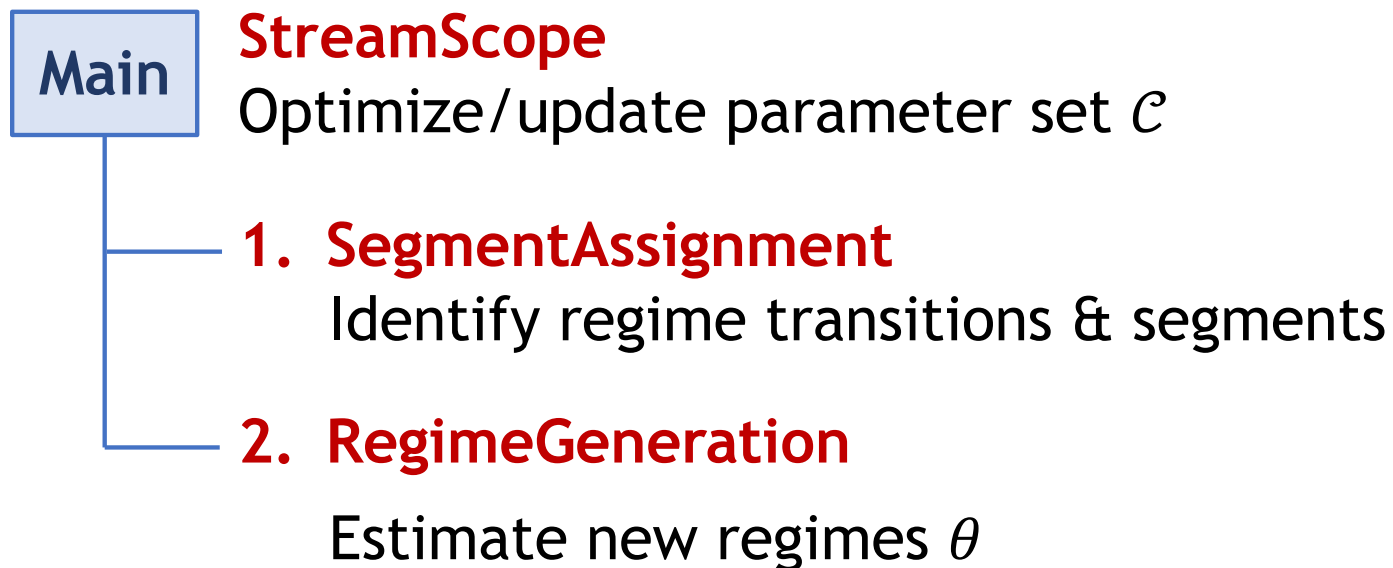 Main
StreamScope
Optimize/update parameter set 𝒞
1. SegmentAssignment
Identify regime transitions & segments
2. RegimeGeneration
Estimate new regimes 𝜃